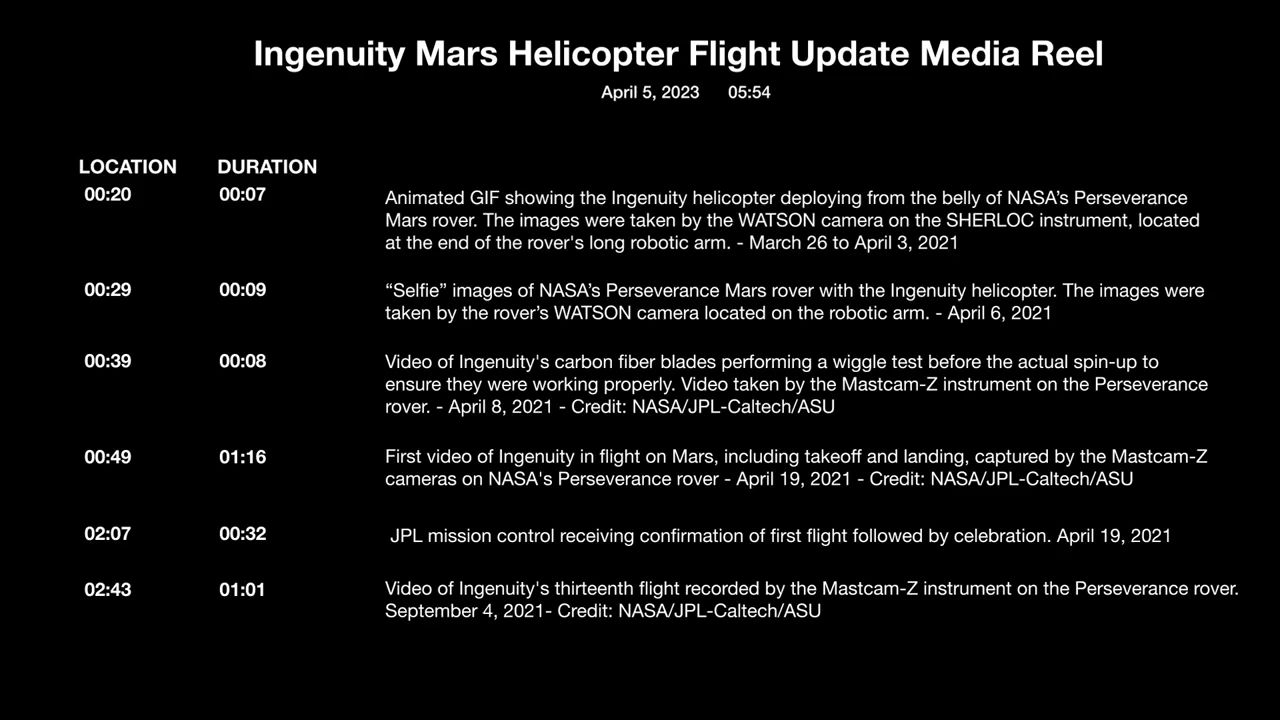 Ingenuity Mars Helicopter Flight Update Media Reel
April 5, 2023 05:54
LOCATION DURATION
00:20 00:07 Animated GIF showing the Ingenuity helicopter deploying from the belly of NASA’s Perseverance
Mars rover. The images were taken by the WATSON camera on the SHERLOC instrument, located
at the end of the rover's long robotic arm. - March 26 to April 3, 2021
00:29 00:09 “Selfie” images of NASA’s Perseverance Mars rover with the Ingenuity helicopter. The images were
taken by the rover’s WATSON camera located on the robotic arm. - April 6, 2021
00:39 00:08 Video of Ingenuity's carbon fiber blades performing a wiggle test before the actual spin-up to
ensure they were working properly. Video taken by the Mastcam-Z instrument on the Perseverance
rover. - April 8, 2021 - Credit: NASA/JPL-Caltech/ASU
00:49 01:16 First video of Ingenuity in flight on Mars, including takeoff and landing, captured by the Mastcam-Z
cameras on NASA's Perseverance rover - April 19, 2021 - Credit: NASA/JPL-Caltech/ASU
02:07 00:32 JPL mission control receiving confirmation of first flight followed by celebration. April 19, 2021
02:43 01:01 Video of Ingenuity's thirteenth flight recorded by the Mastcam-Z instrument on the Perseverance rover.
September 4, 2021- Credit: NASA/JPL-Caltech/ASU